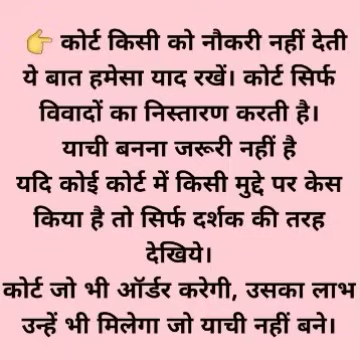 👉 कोर्ट किसी को नौकरी नहीं देती
ये बात हमेसा याद रखें। कोर्ट सिर्फ
विवादों का निस्तारण करती है।
याची बनना जरूरी नहीं है
यदि कोई कोर्ट में किसी मुद्दे पर केस
किया है तो सिर्फ दर्शक की तरह
देखिये।
कोर्ट जो भी ऑर्डर करेगी, उसका लाभ
उन्हें भी मिलेगा जो याची नहीं बने।